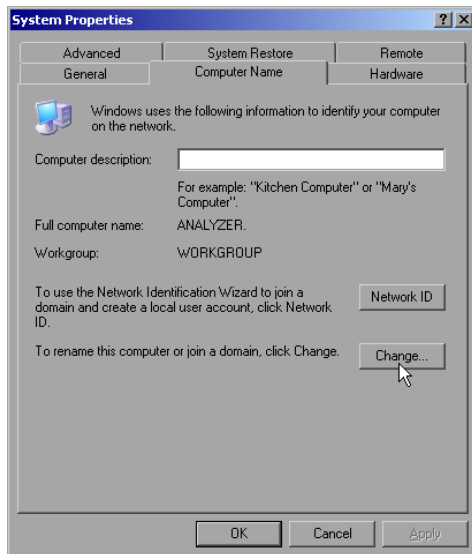 System Properties
Advanced
System Restore
Remote
General
Computer Name
Hardware
Windows uses the following information to identify your computer
on the network.
Computer description:
For example: "Kitchen Computer" or "Mary's
Computer".
Full computer name:
ANALYZER.
Workgroup:
WORKGROUP
To use the Network Identification Wizard to join a
domain and create a local user account, click Network
ID.
Network ID
To rename this computer or join a domain, click Change.
Change...
OK
Cancel
Apply